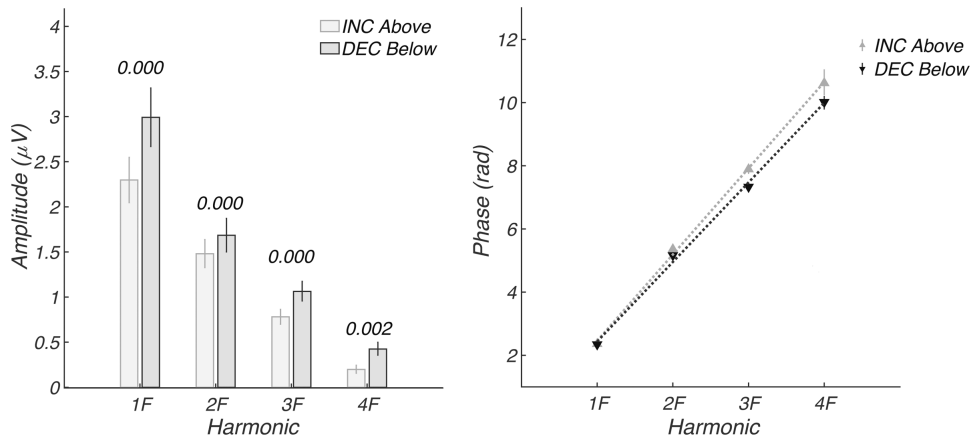 4
3.5
3
2.5
2
1.5
1
0.5
0
Amplitude (μV)
INC Above
DEC Below
0.000
0.000
0.000
0.002
1F 2F 3F 4F
Harmonic
12
10
8
6
4
2
Phase (rad)
INC Above
DEC Below
1F 2F 3F 4F
Harmonic